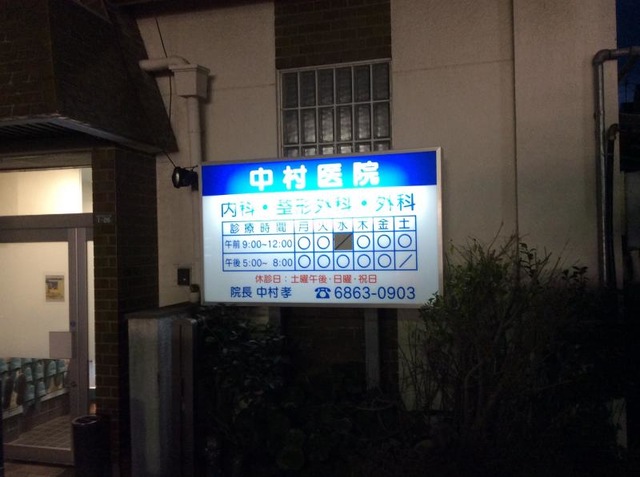 中村医院
内科・整形外科・外科
診療時間 月 火 水 木 金 土
午前 9:00~12:00 ○ ○ ／ ○ ○ ○
午後 5:00~ 8:00 ○ ○ ○ ○ ○ ／
休診日：土曜午後・日曜・祝日
院長 中村孝 ☎6863-0903